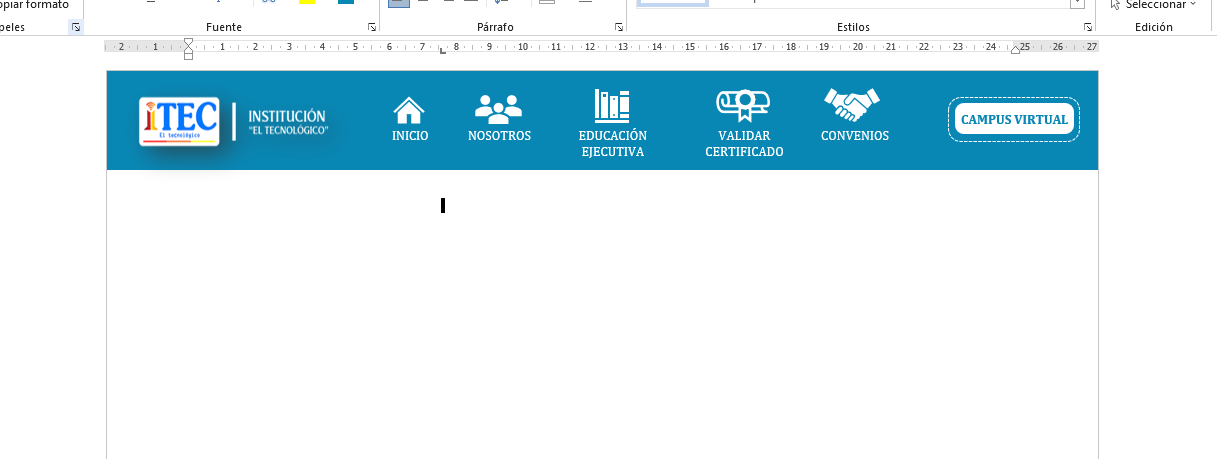 opiar formato
Seleccionar
peles
Fuente
Párrafo
Estilos
Edición
2 1 1 2 3 4 5 6 7 8 9 10 11 12 13 14 15 16 17 18 19 20 21 22 23 24 25 26 27
iTEC
El tecnológico
INSTITUCIÓN
"EL TECNOLÓGICO"
INICIO
NOSOTROS
EDUCACIÓN
EJECUTIVA
VALIDAR
CERTIFICADO
CONVENIOS
CAMPUS VIRTUAL